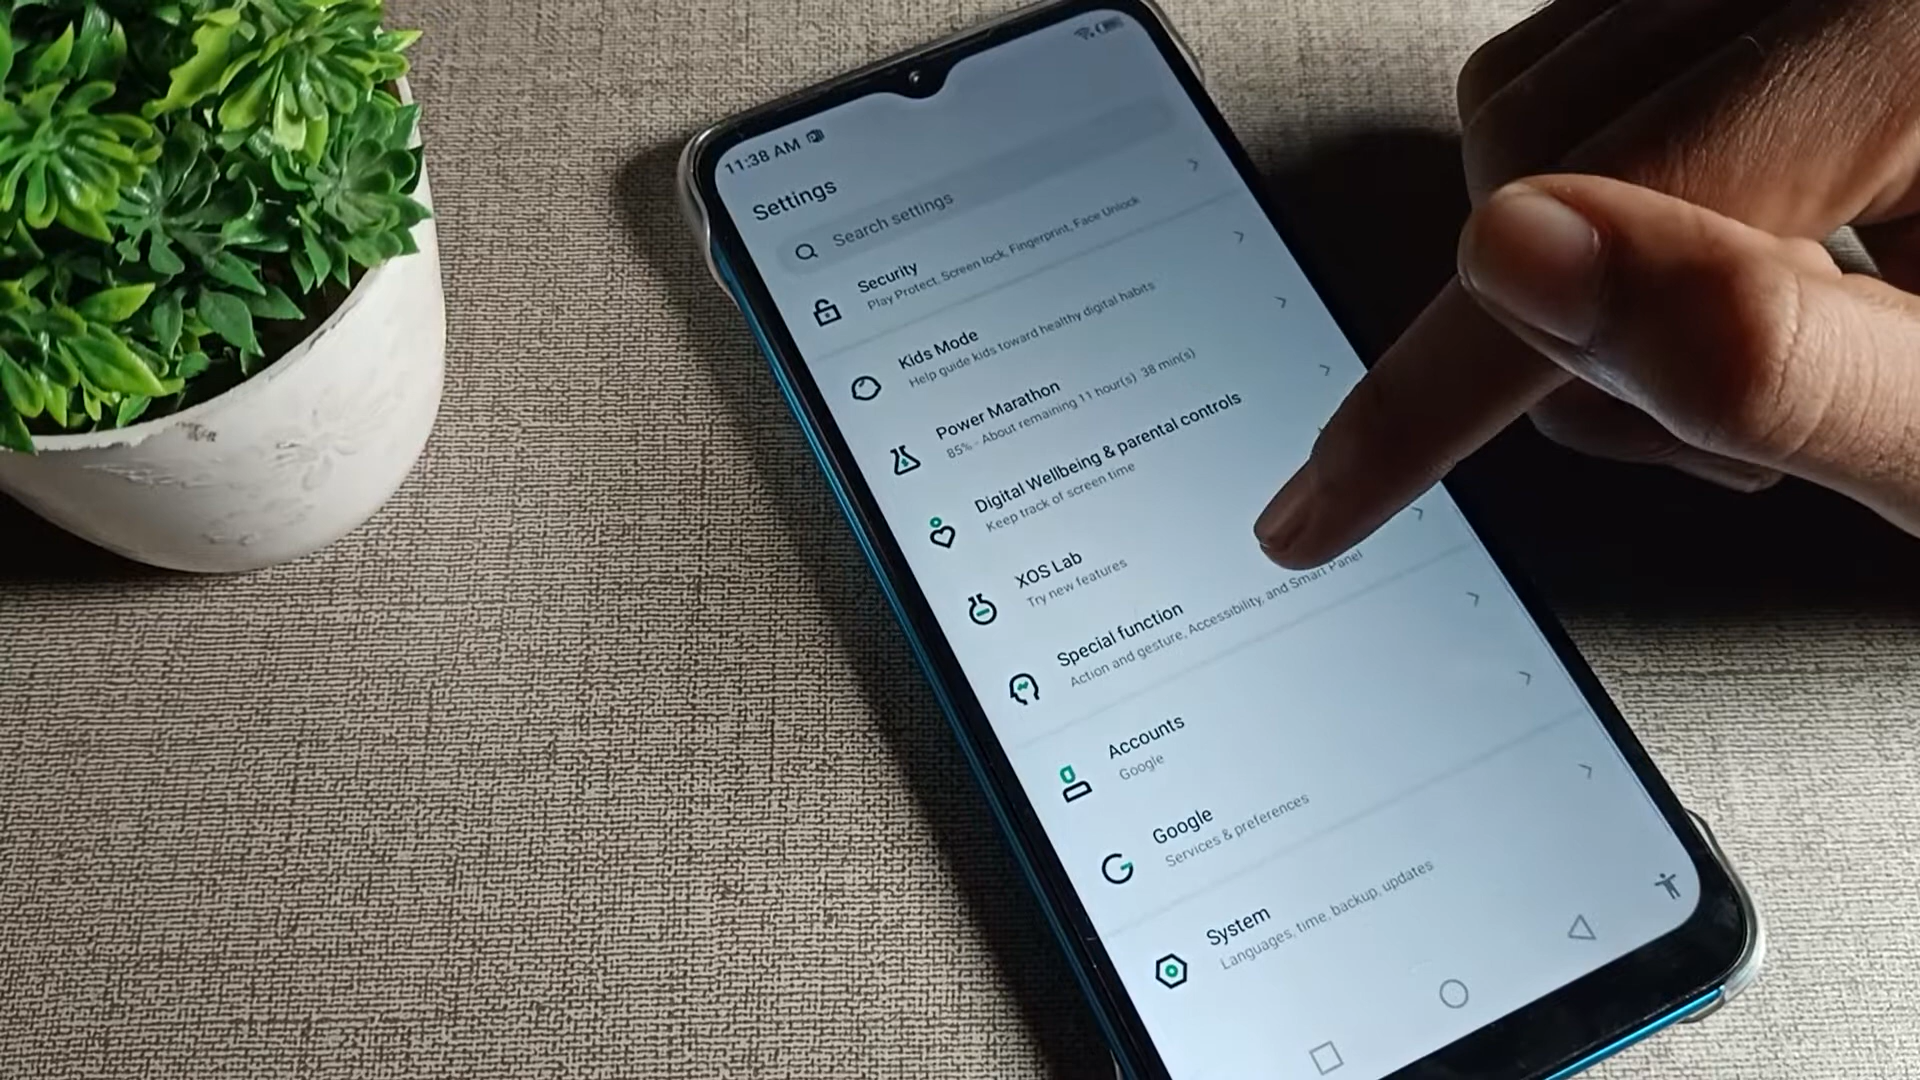 11:38 AM
Settings
Search settings
Security
Play Protect, Screen lock, Fingerprint, Face Unlock
Kids Mode
Help guide kids toward healthy digital habits
Power Marathon
85% - About remaining 11 hour(s) 38 min(s)
Digital Wellbeing & parental controls
Keep track of screen time
XOS Lab
Try new features
Special function
Action and gesture, Accessibility, and Smart Panel
Accounts
Google
Google
Services & preferences
System
Languages, time, backup, updates